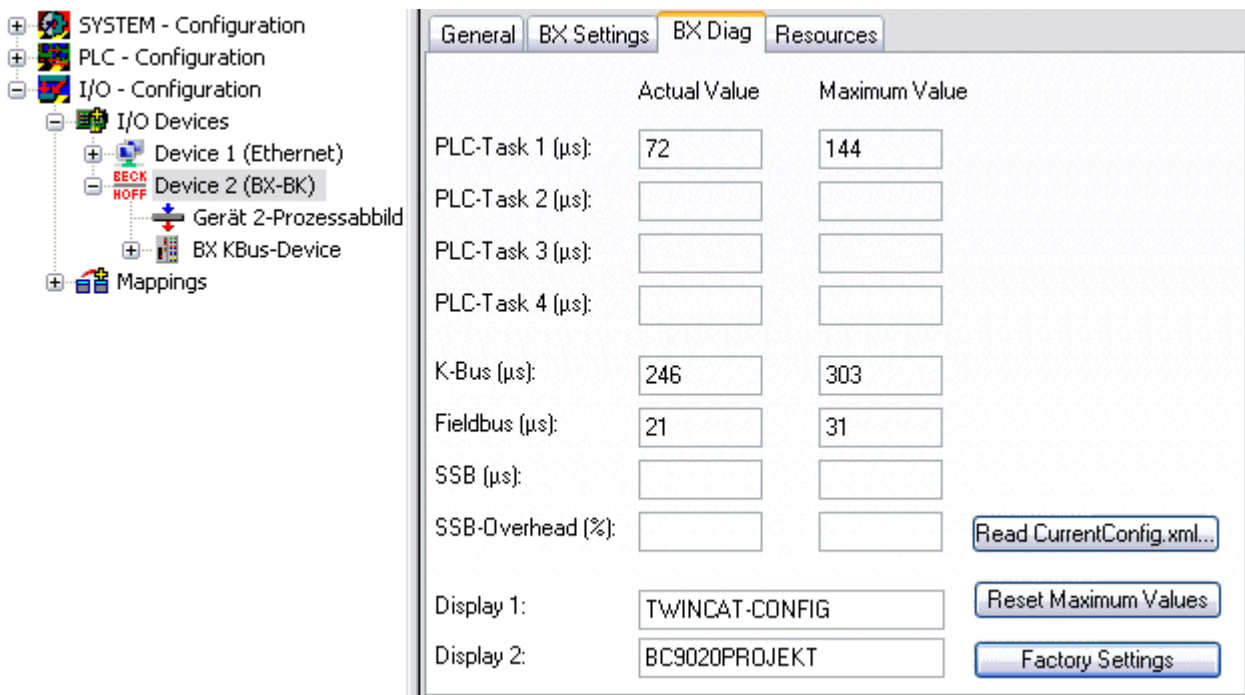 SYSTEM - Configuration
PLC - Configuration
I/O - Configuration
I/O Devices
Device 1 (Ethernet)
BECK
HOFF
Device 2 (BX-BK)
Gerät 2-Prozessabbild
BX KBus-Device
Mappings
General BX Settings BX Diag Resources
Actual Value Maximum Value
PLC-Task 1 (µs): 72 144
PLC-Task 2 (µs):
PLC-Task 3 (µs):
PLC-Task 4 (µs):
K-Bus (µs): 246 303
Fieldbus (µs): 21 31
SSB (µs):
SSB-Overhead (%): Read CurrentConfig.xml...
Display 1: TWINCAT-CONFIG Reset Maximum Values
Display 2: BC9020PROJEKT Factory Settings